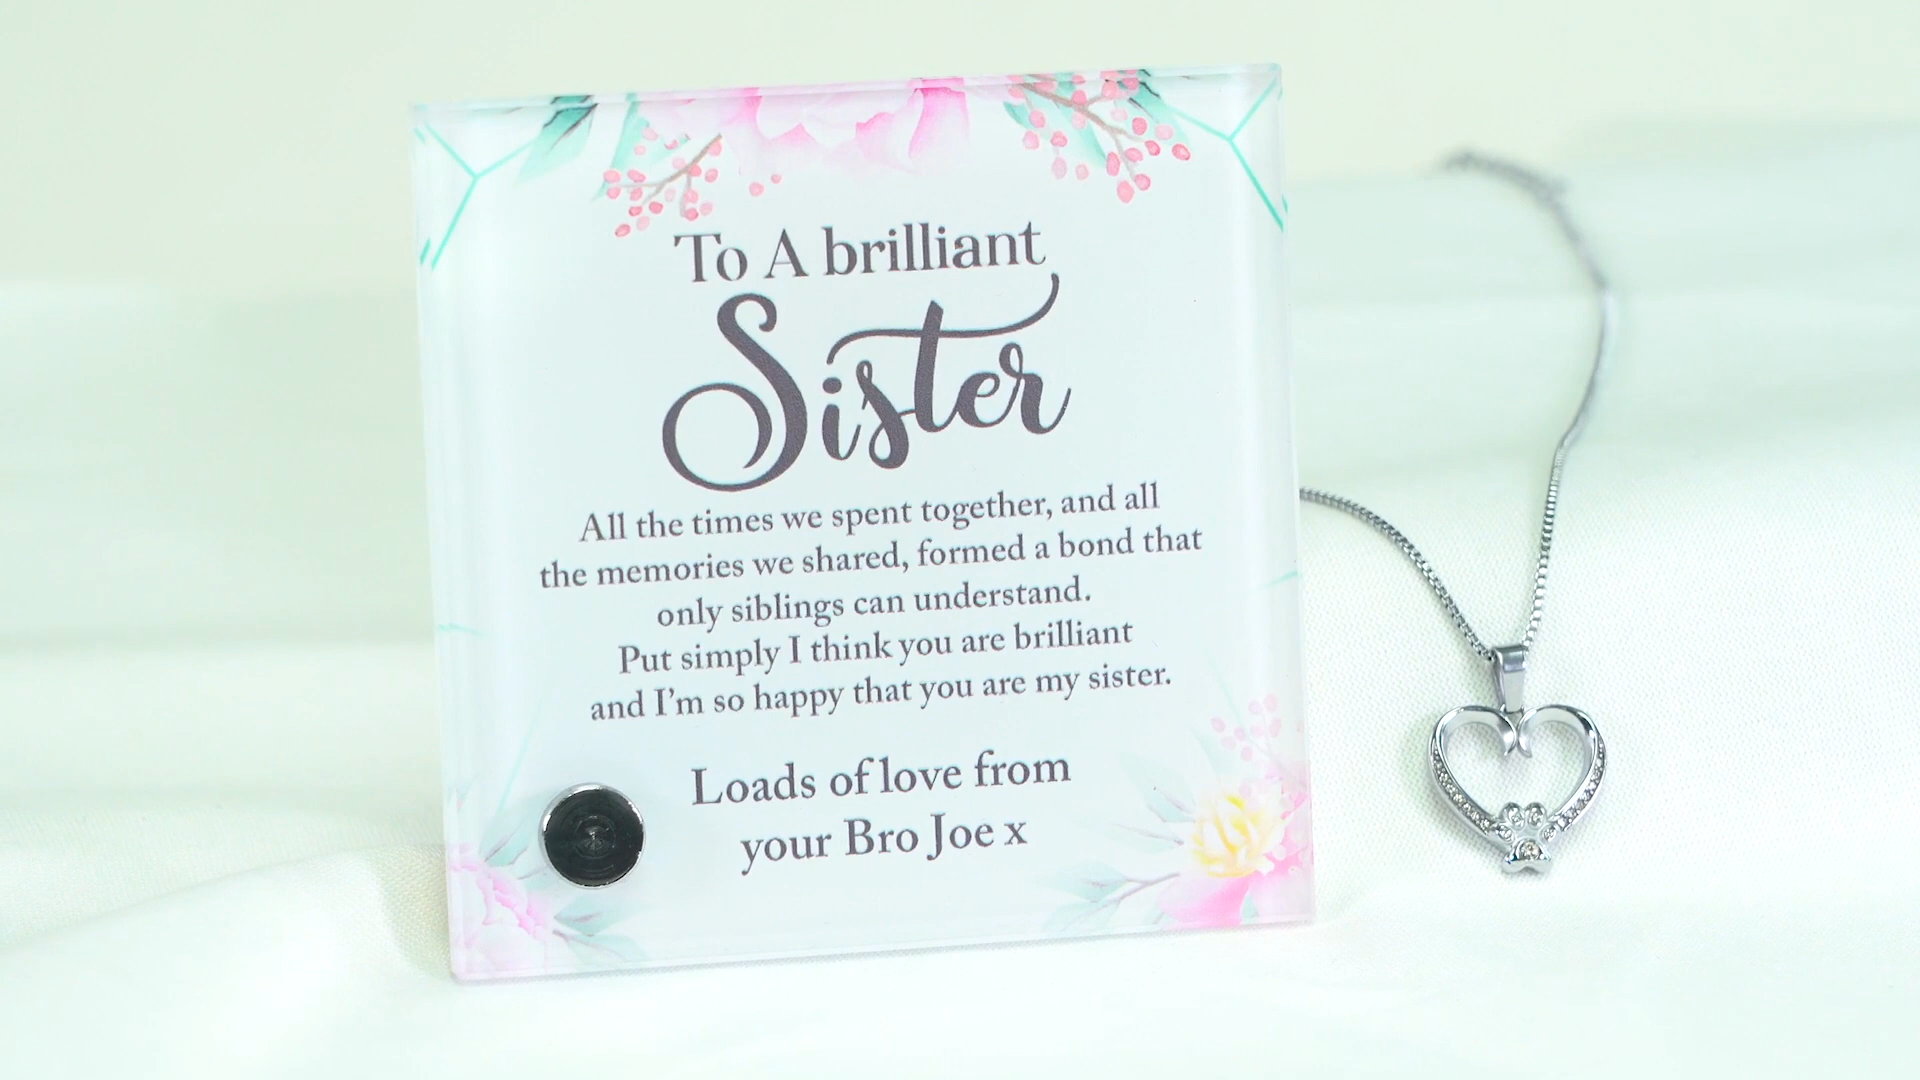 To A brilliant
Sister
All the times we spent together, and all
the memories we shared, formed a bond that
only siblings can understand.
Put simply I think you are brilliant
and I'm so happy that you are my sister.
Loads of love from
your Bro Joe x